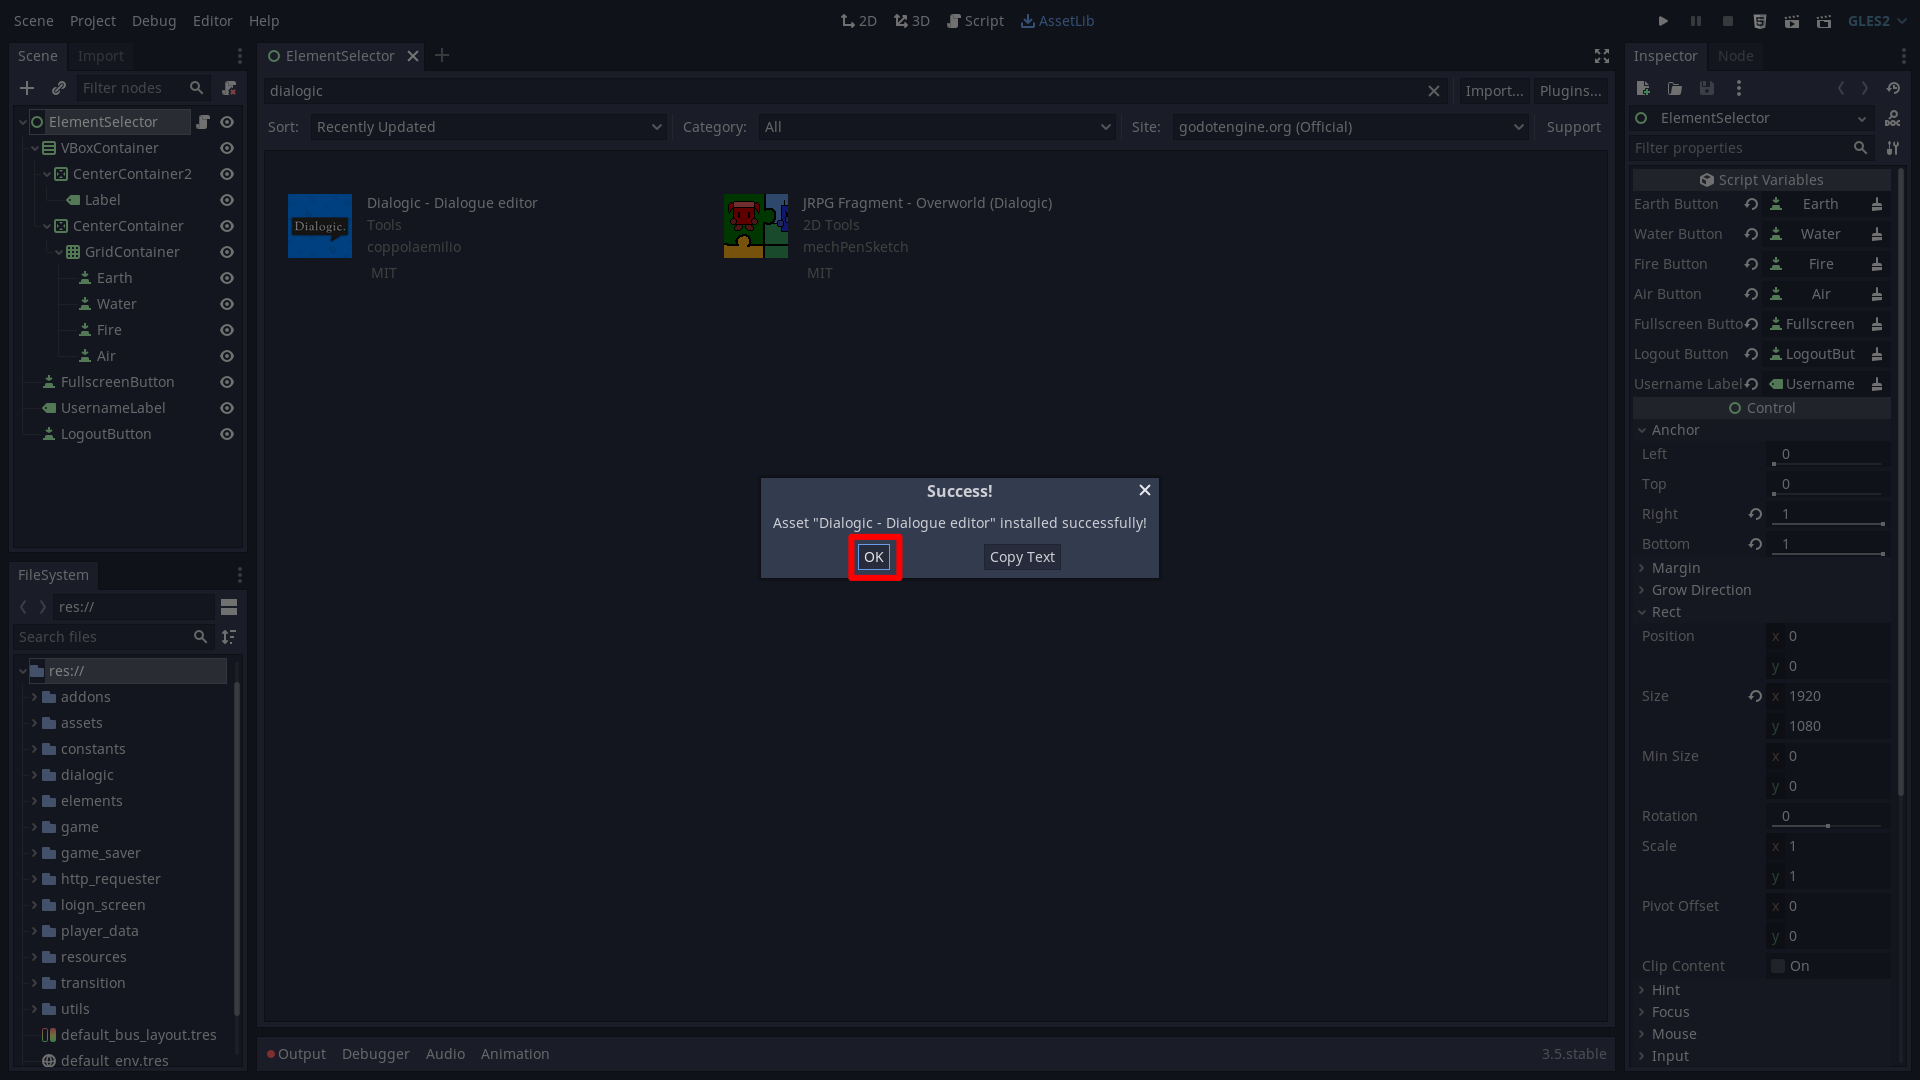 Scene Project Debug Editor Help
2D 3D Script AssetLib
GLES2
Scene Import
Filter nodes
ElementSelector
VBoxContainer
CenterContainer2
Label
CenterContainer
GridContainer
Earth
Water
Fire
Air
FullscreenButton
UsernameLabel
LogoutButton
FileSystem
res://
Search files
res://
addons
assets
constants
dialogic
elements
game
game_saver
http_requester
loign_screen
player_data
resources
transition
utils
default_bus_layout.tres
default_env.tres
ElementSelector
dialogic
Import... Plugins...
Sort: Recently Updated Category: All Site: godotengine.org (Official) Support
Dialogic.
Dialogic - Dialogue editor
Tools
coppolaemilio
MIT
JRPG Fragment - Overworld (Dialogic)
2D Tools
mechPenSketch
MIT
Success!
Asset "Dialogic - Dialogue editor" installed successfully!
OK Copy Text
Output Debugger Audio Animation
3.5.stable
Inspector Node
ElementSelector
Filter properties
Script Variables
Earth Button Earth
Water Button Water
Fire Button Fire
Air Button Air
Fullscreen Butto Fullscreen
Logout Button LogoutBut
Username Label Username
Control
Anchor
Left 0
Top 0
Right 1
Bottom 1
Margin
Grow Direction
Rect
Position x 0
y 0
Size x 1920
y 1080
Min Size x 0
y 0
Rotation 0
Scale x 1
y 1
Pivot Offset x 0
y 0
Clip Content On
Hint
Focus
Mouse
Input